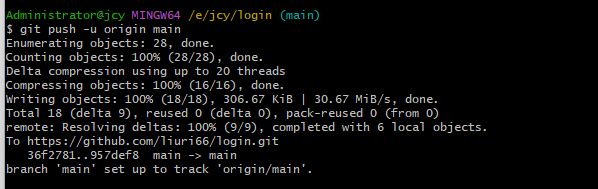 Administrator@jcy MINGW64 /e/jcy/login (main)
$ git push -u origin main
Enumerating objects: 28, done.
Counting objects: 100% (28/28), done.
Delta compression using up to 20 threads
Compressing objects: 100% (16/16), done.
Writing objects: 100% (18/18), 306.67 KiB | 30.67 MiB/s, done.
Total 18 (delta 9), reused 0 (delta 0), pack-reused 0 (from 0)
remote: Resolving deltas: 100% (9/9), completed with 6 local objects.
To https://github.com/liuri66/login.git
   36f2781..957def8  main -> main
branch 'main' set up to track 'origin/main'.